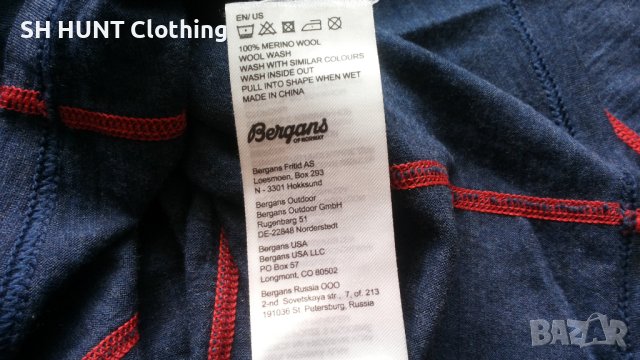 SH HUNT Clothing
EN/ US
100% MERINO WOOL
WOOL WASH
WASH WITH SIMILAR COLOURS
WASH INSIDE OUT
PULL INTO SHAPE WHEN WET
MADE IN CHINA
Bergans
OF NORWAY
Bergans Fritid AS
Loesmoen, Box 293
N - 3301 Hokksund
Bergans Outdoor
Bergans Outdoor GmbH
Rugenbarg 51
DE-22848 Norderstedt
Bergans USA
Bergans USA LLC
PO Box 57
Longmont, CO 80502
Bergans Russia OOO
2-nd Sovetskaya str., 7, of. 213
191036 St Petersburg, Russia
BAZAR
bg